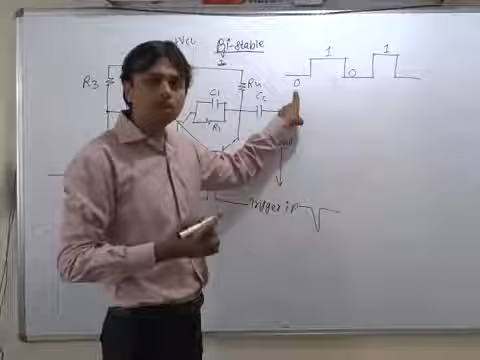 +Vcc
Bi-stable
1
1
0
0
R3
R4
C1
Cc
R1
Trigger i/P